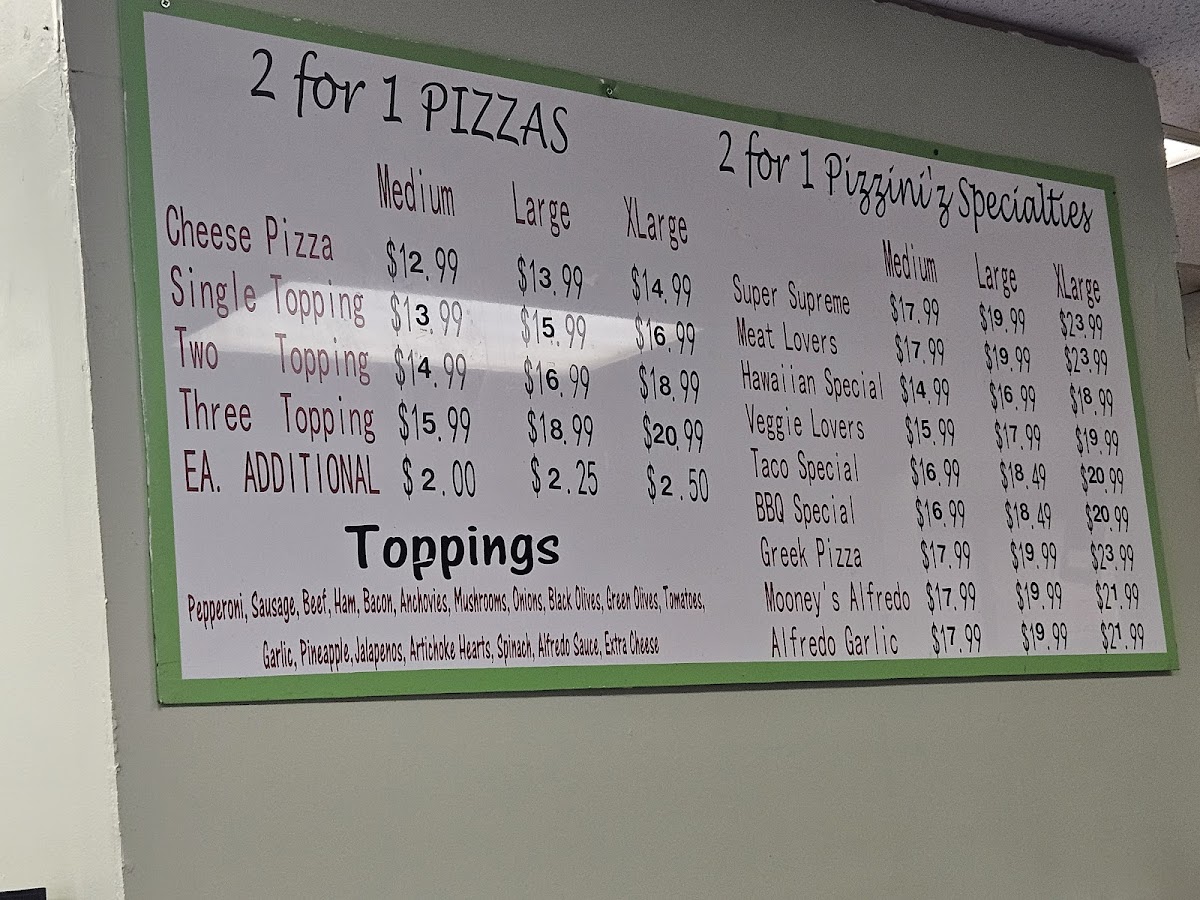 2 for 1 PIZZAS
Medium Large XLarge
Cheese Pizza $12.99 $13.99 $14.99
Single Topping $13.99 $15.99 $16.99
Two Topping $14.99 $16.99 $18.99
Three Topping $15.99 $18.99 $20.99
EA. ADDITIONAL $2.00 $2.25 $2.50
Toppings
Pepperoni, Sausage, Beef, Ham, Bacon, Anchovies, Mushrooms, Onions, Black Olives, Green Olives, Tomatoes,
Garlic, Pineapple, Jalapenos, Artichoke Hearts, Spinach, Alfredo Sauce, Extra Cheese
2 for 1 Pizzini'z Specialties
Medium Large XLarge
Super Supreme $17.99 $19.99 $23.99
Meat Lovers $17.99 $19.99 $23.99
Hawaiian Special $14.99 $16.99 $18.99
Veggie Lovers $15.99 $17.99 $19.99
Taco Special $16.99 $18.49 $20.99
BBQ Special $16.99 $18.49 $20.99
Greek Pizza $17.99 $19.99 $23.99
Mooney's Alfredo $17.99 $19.99 $21.99
Alfredo Garlic $17.99 $19.99 $21.99